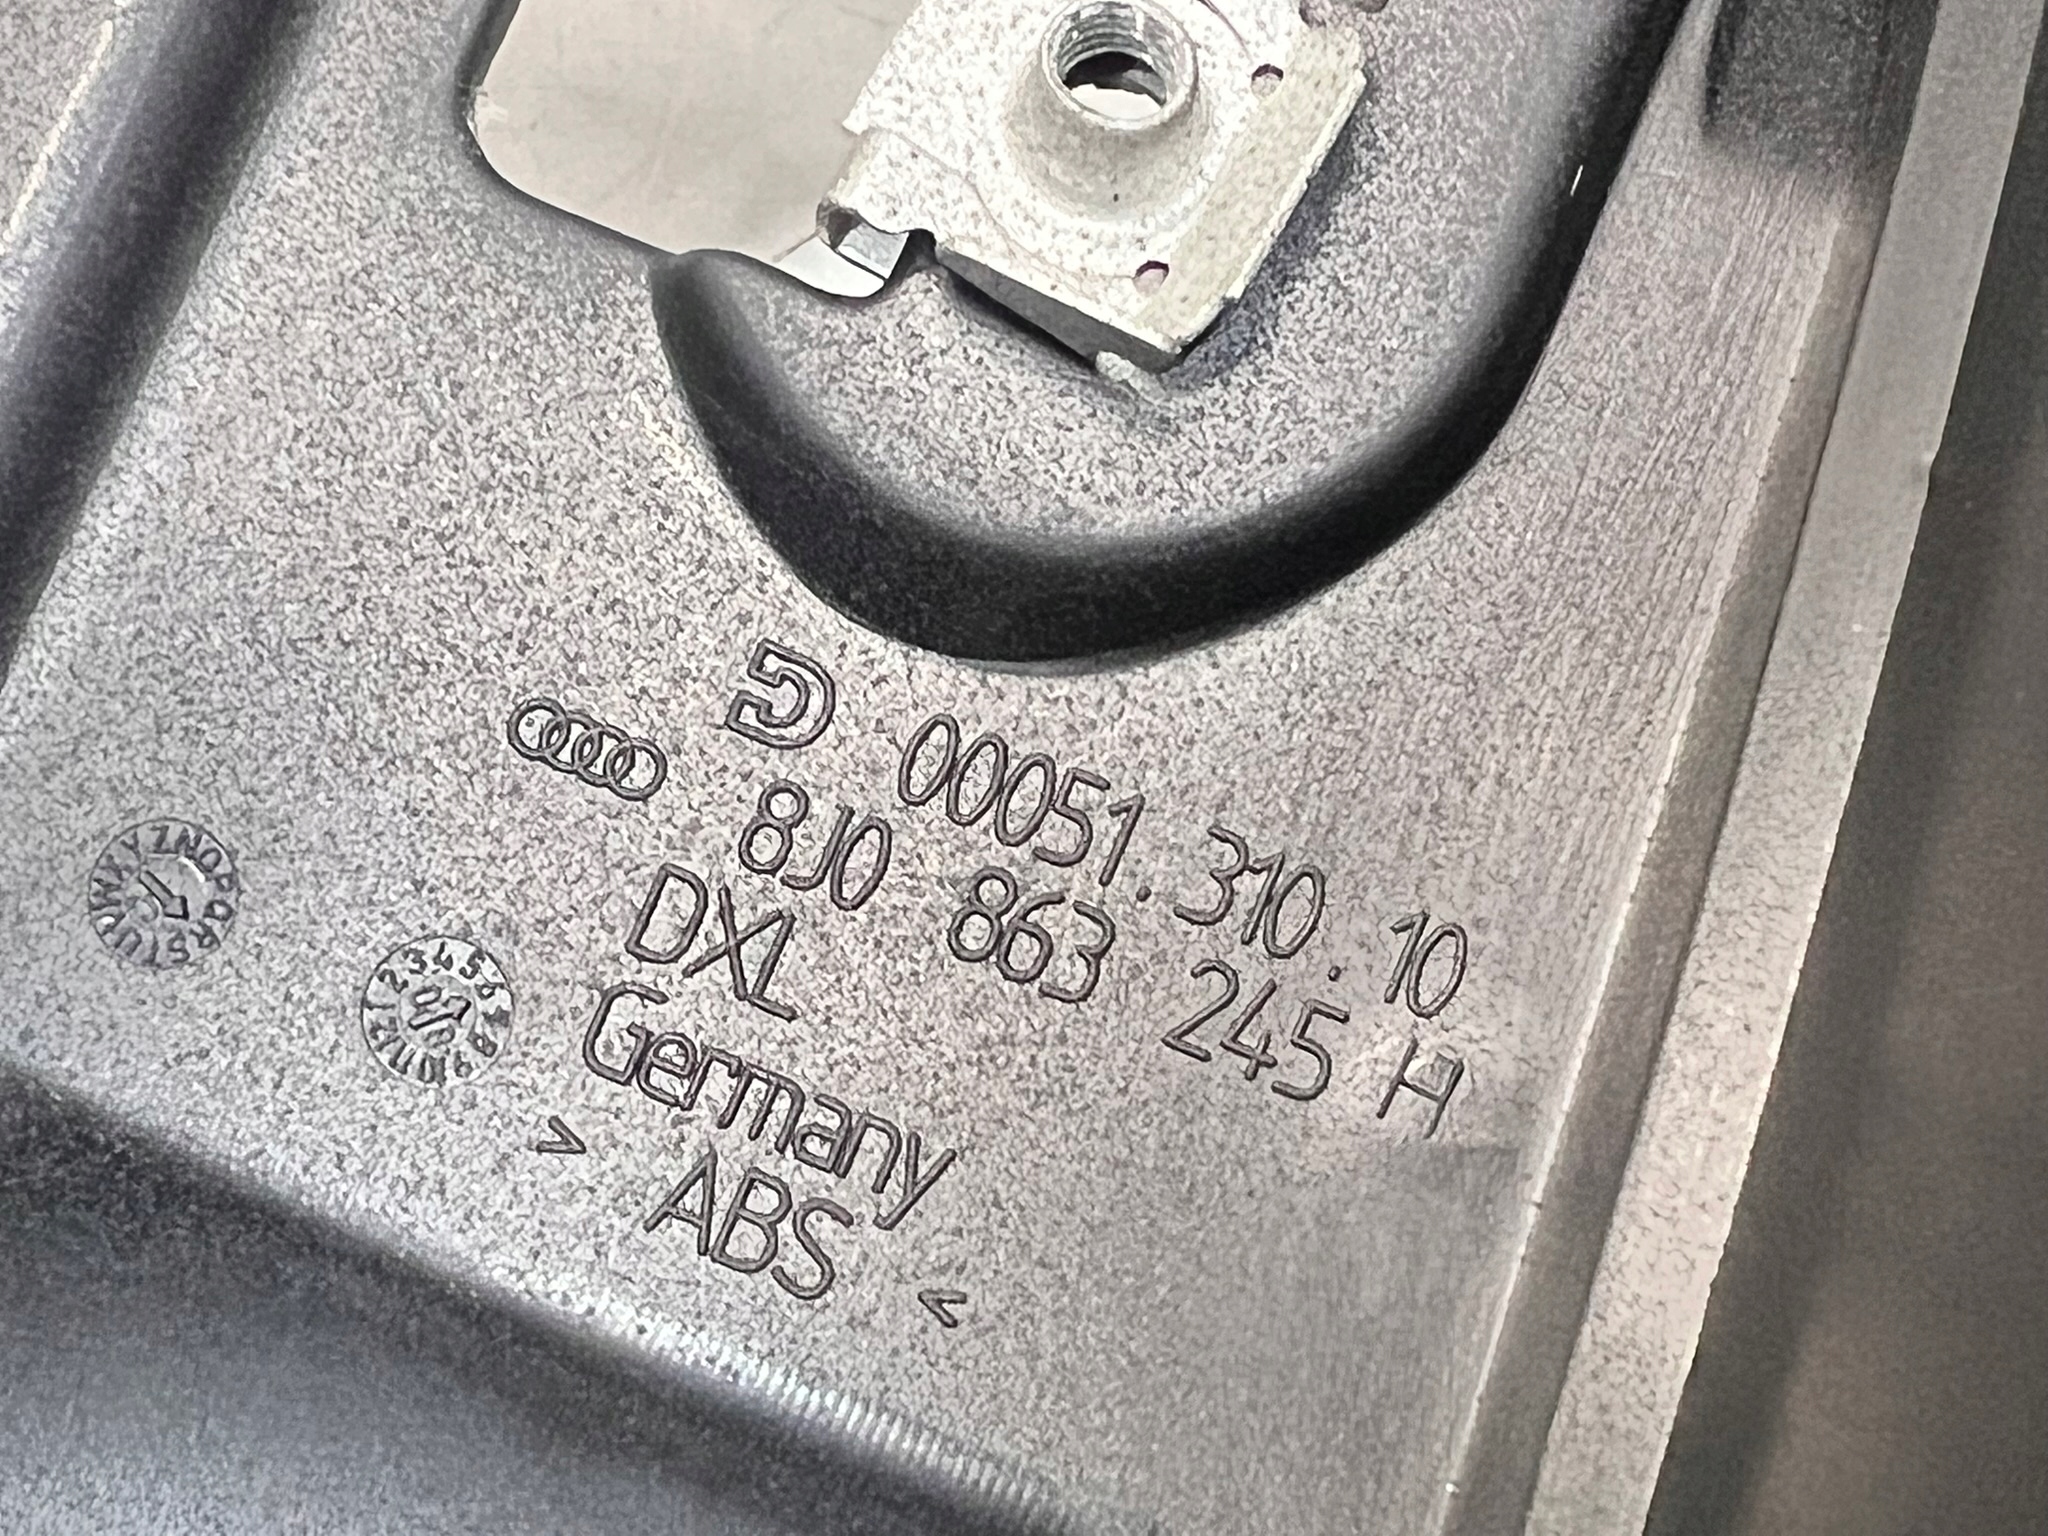 00051.310.10
8J0 863 245 H
DXL
Germany
> ABS <